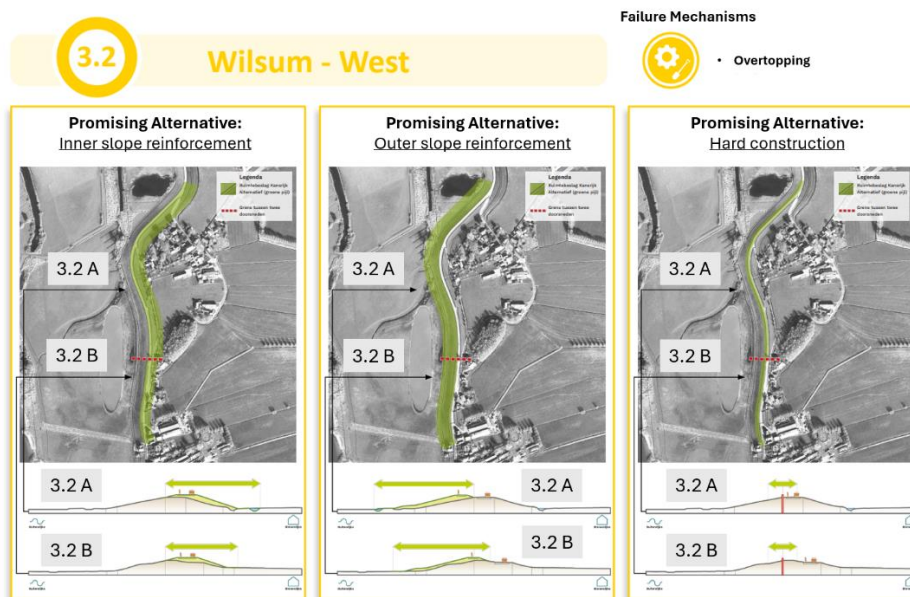 Failure Mechanisms
3.2
Wilsum - West
• Overtopping
Promising Alternative:
Inner slope reinforcement
Legenda
3.2 A
3.2 B
3.2 A
3.2 B
Promising Alternative:
Outer slope reinforcement
Legenda
3.2 A
3.2 B
3.2 A
3.2 B
Promising Alternative:
Hard construction
Legenda
3.2 A
3.2 B
3.2 A
3.2 B